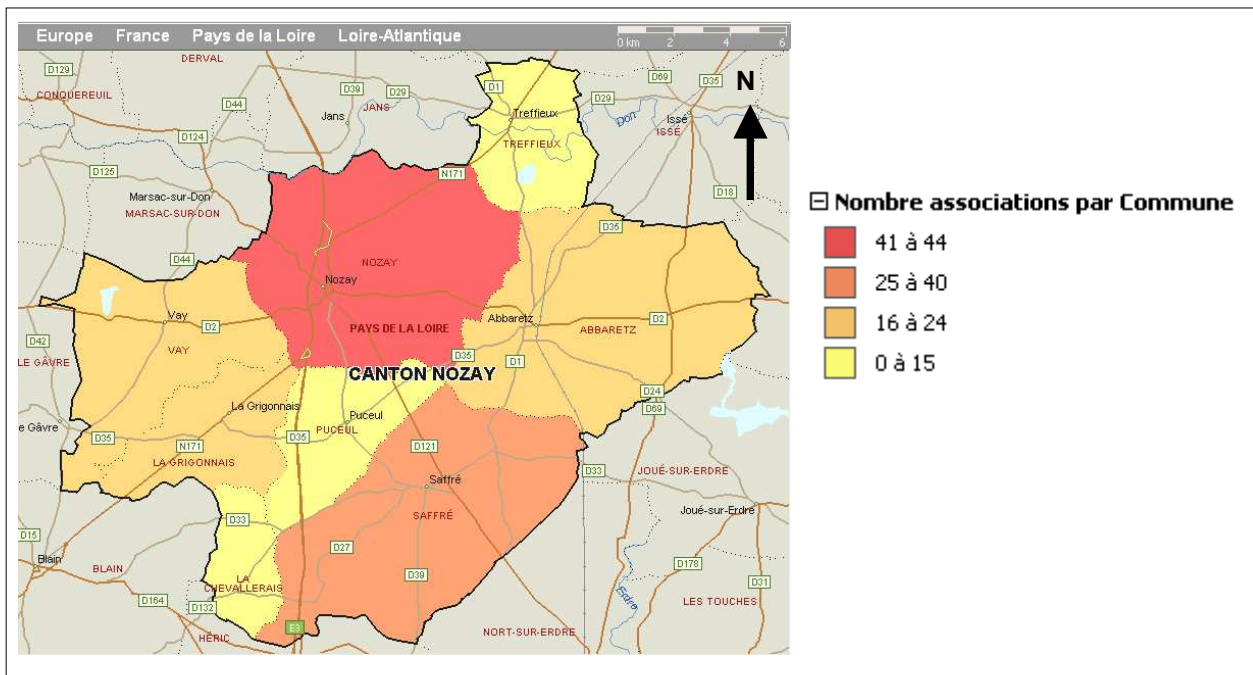 Europe France Pays de la Loire Loire-Atlantique
0 km 2 4 6
DERVAL
D129
D69
D35
CONQUEREUIL
D44
D39
D29
JANS
Jans
D1
D29
Treffieux
TREFFIEUX
Don
Issé
ISSÉ
N
D124
D125
N171
D18
Marsac-sur-Don
MARSAC-SUR-DON
D44
D35
NOZAY
Nozay
Vay
D2
VAY
PAYS DE LA LOIRE
Abbaretz
ABBARETZ
D2
D42
LE GÂVRE
D35
D1
CANTON NOZAY
D24
D69
La Grigonnais
Puceul
PUCEUL
e Gâvre
D35
N171
D35
D121
LA GRIGONNAIS
D33
JOUÉ-SUR-ERDRE
Saffré
SAFFRÉ
Joué-sur-Erdre
D33
D15
Blain
BLAIN
D27
D39
LA
CHEVALLERAIS
D178
D31
D164
D132
Erdre
LES TOUCHES
E3
HÉRIC
NORT-SUR-ERDRE
Nombre associations par Commune
41 à 44
25 à 40
16 à 24
0 à 15